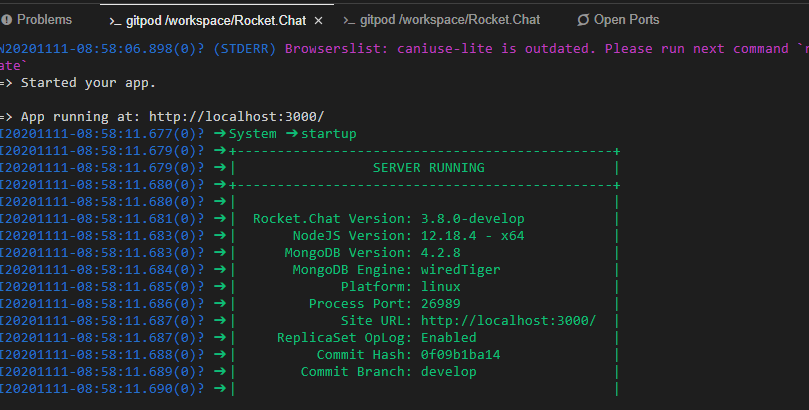 Problems
>_ gitpod /workspace/Rocket.Chat ×
>_ gitpod /workspace/Rocket.Chat
Open Ports
W20201111-08:58:06.898(0)? (STDERR) Browserslist: caniuse-lite is outdated. Please run next command `
ate`
=> Started your app.
=> App running at: http://localhost:3000/
I20201111-08:58:11.677(0)? ➔System ➔startup
I20201111-08:58:11.679(0)? ➔+-----------------------------------------------+
I20201111-08:58:11.679(0)? ➔| SERVER RUNNING |
I20201111-08:58:11.680(0)? ➔+-----------------------------------------------+
I20201111-08:58:11.680(0)? ➔| |
I20201111-08:58:11.681(0)? ➔| Rocket.Chat Version: 3.8.0-develop |
I20201111-08:58:11.683(0)? ➔| NodeJS Version: 12.18.4 - x64 |
I20201111-08:58:11.683(0)? ➔| MongoDB Version: 4.2.8 |
I20201111-08:58:11.684(0)? ➔| MongoDB Engine: wiredTiger |
I20201111-08:58:11.685(0)? ➔| Platform: linux |
I20201111-08:58:11.686(0)? ➔| Process Port: 26989 |
I20201111-08:58:11.687(0)? ➔| Site URL: http://localhost:3000/ |
I20201111-08:58:11.687(0)? ➔| ReplicaSet OpLog: Enabled |
I20201111-08:58:11.688(0)? ➔| Commit Hash: 0f09b1ba14 |
I20201111-08:58:11.689(0)? ➔| Commit Branch: develop |
I20201111-08:58:11.690(0)? ➔| |